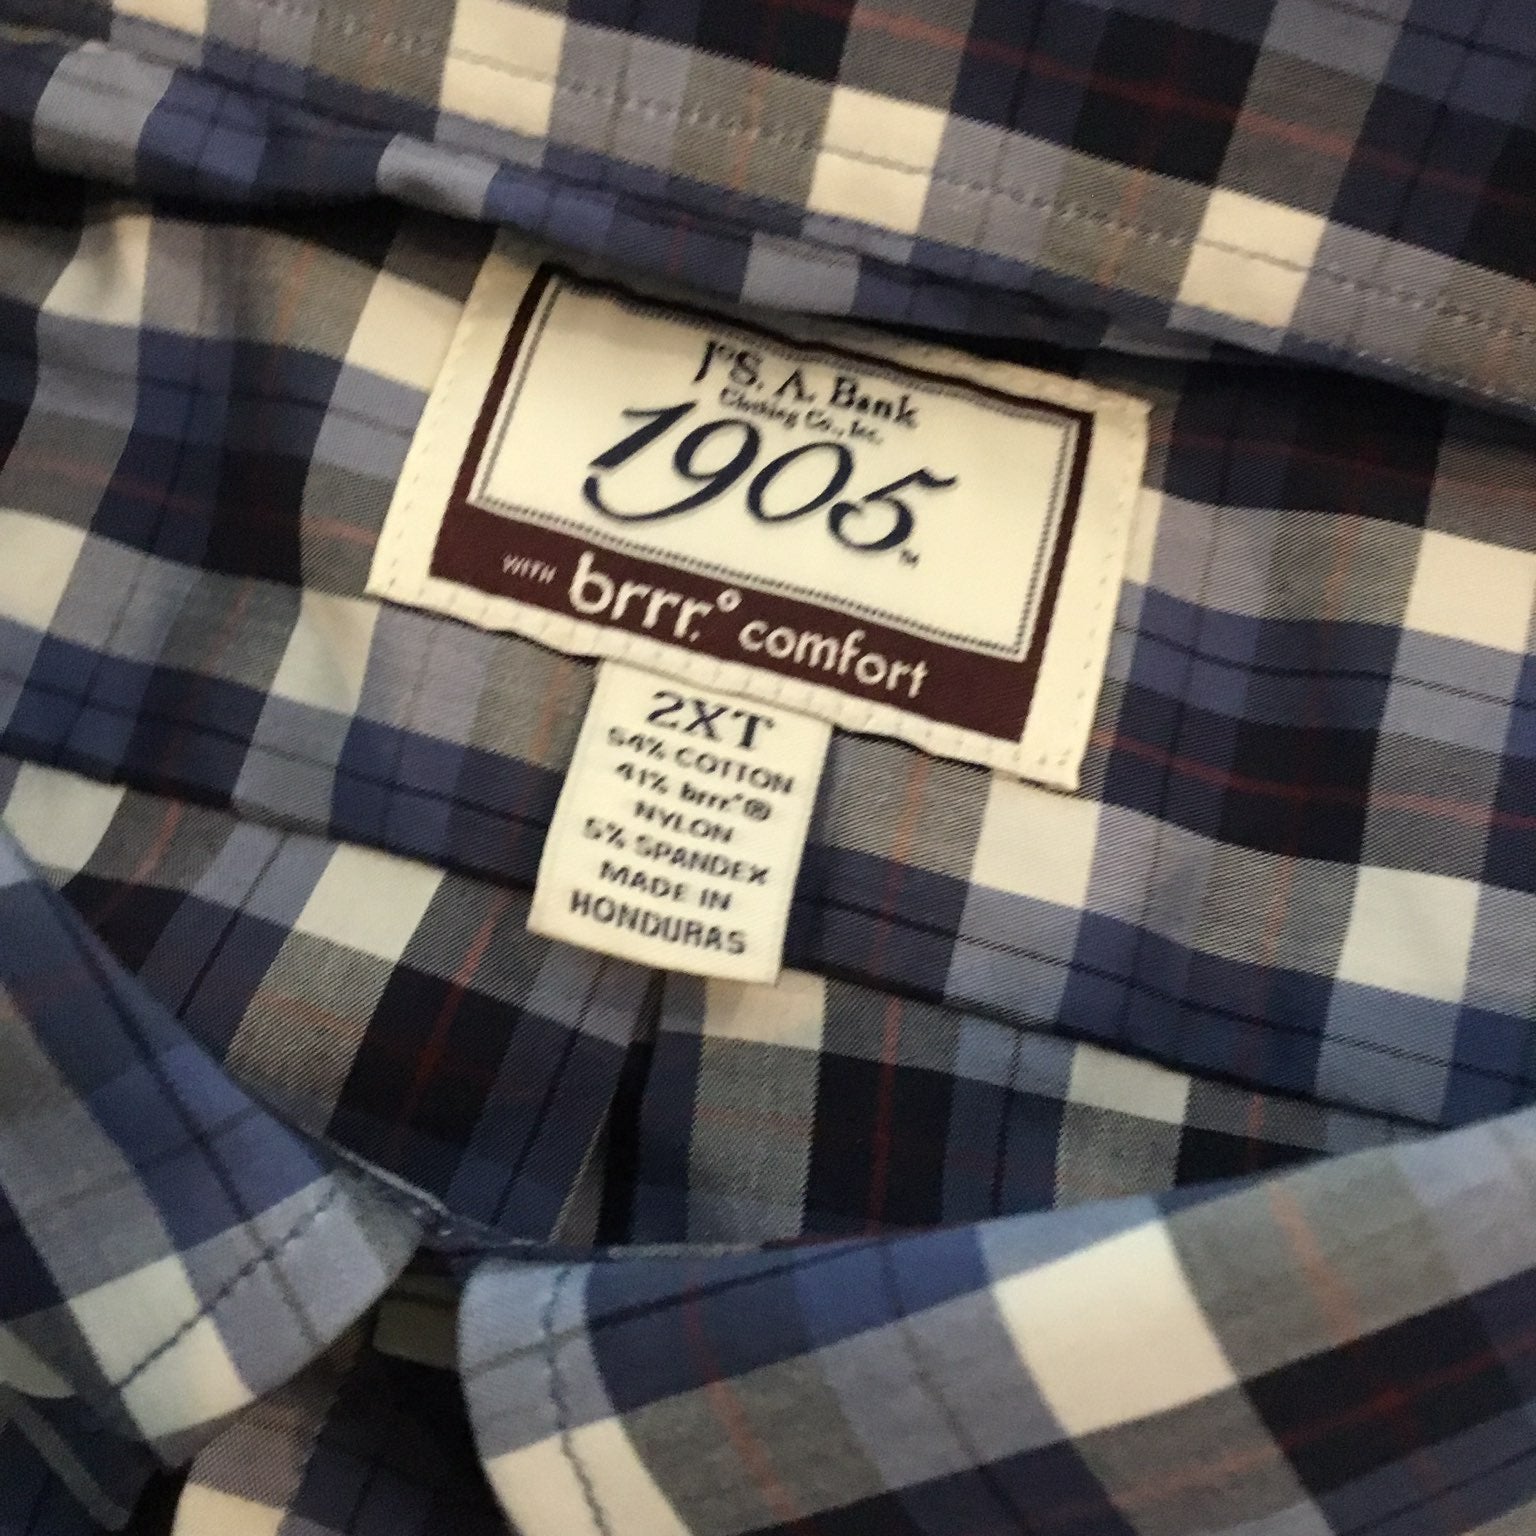 JoS. A. Bank
Clothing Co., Inc.
1905 TM
WITH brrr.° comfort
2XT
54% COTTON
41% brrr°®
NYLON
5% SPANDEX
MADE IN
HONDURAS